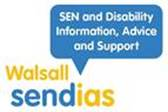 SEN and Disability
Information, Advice
and Support
Walsall
sendias